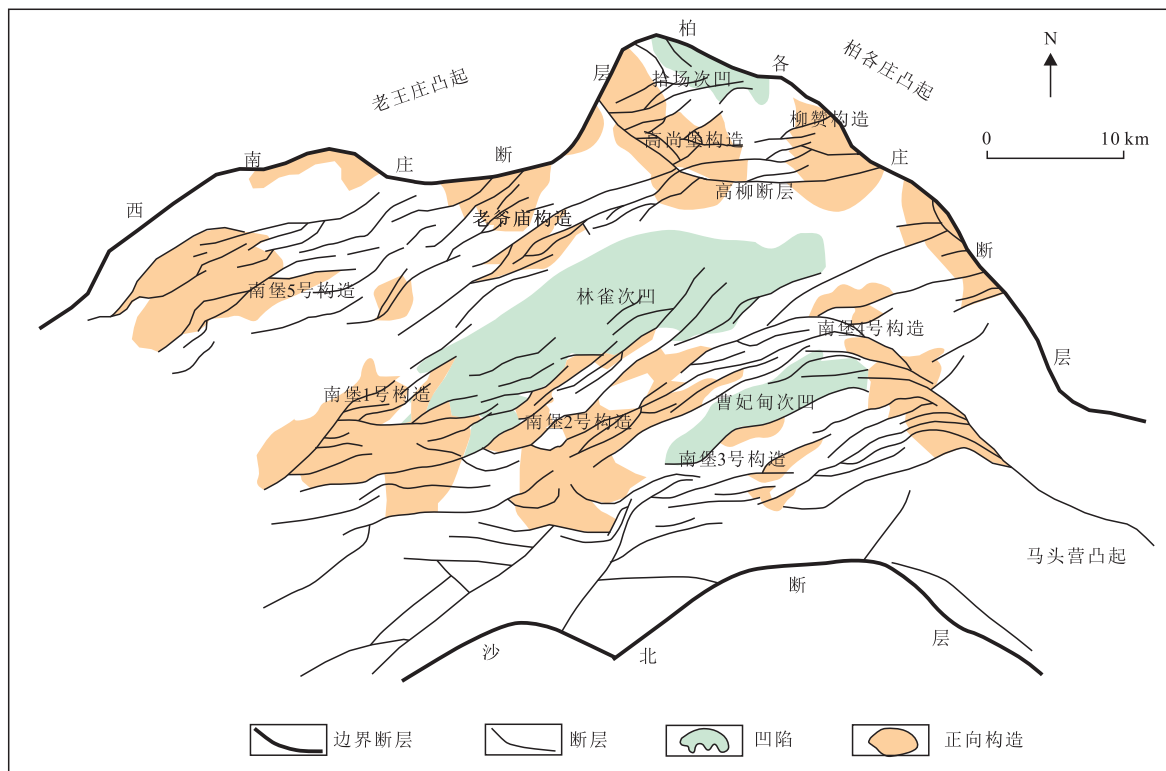 柏
N
各
层
拾场次凹
柏各庄凸起
老王庄凸起
柳赞构造
0
10 km
高尚堡构造
南
庄
断
庄
高柳断层
西
老爷庙构造
断
南堡5号构造
林雀次凹
南堡4号构造
层
南堡1号构造
曹妃甸次凹
南堡2号构造
南堡3号构造
马头营凸起
断
层
沙
北
边界断层
断层
凹陷
正向构造